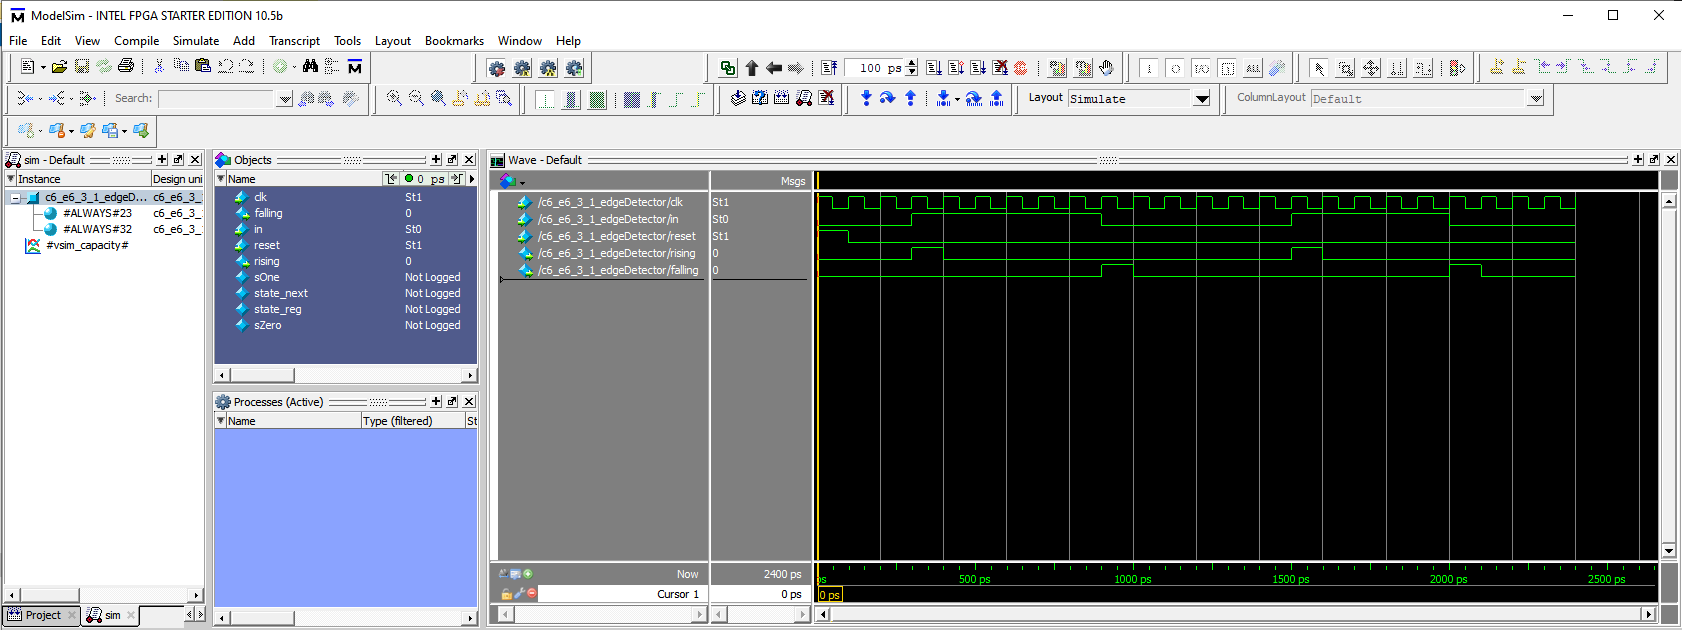 ModelSim - INTEL FPGA STARTER EDITION 10.5b
File Edit View Compile Simulate Add Transcript Tools Layout Bookmarks Window Help
100 ps
ALL
Search:
Layout Simulate
ColumnLayout Default
sim - Default
Instance Design uni
c6_e6_3_1_edgeD... c6_e6_3_
#ALWAYS#23 c6_e6_3_
#ALWAYS#32 c6_e6_3_
#vsim_capacity#
Project sim
Objects
Name 0 ps
clk St1
falling 0
in St0
reset St1
rising 0
sOne Not Logged
state_next Not Logged
state_reg Not Logged
sZero Not Logged
Processes (Active)
Name Type (filtered) St
Wave - Default
Msgs
/c6_e6_3_1_edgeDetector/clk St1
/c6_e6_3_1_edgeDetector/in St0
/c6_e6_3_1_edgeDetector/reset St1
/c6_e6_3_1_edgeDetector/rising 0
/c6_e6_3_1_edgeDetector/falling 0
Now 2400 ps
ps 500 ps 1000 ps 1500 ps 2000 ps 2500 ps
Cursor 1 0 ps
0 ps